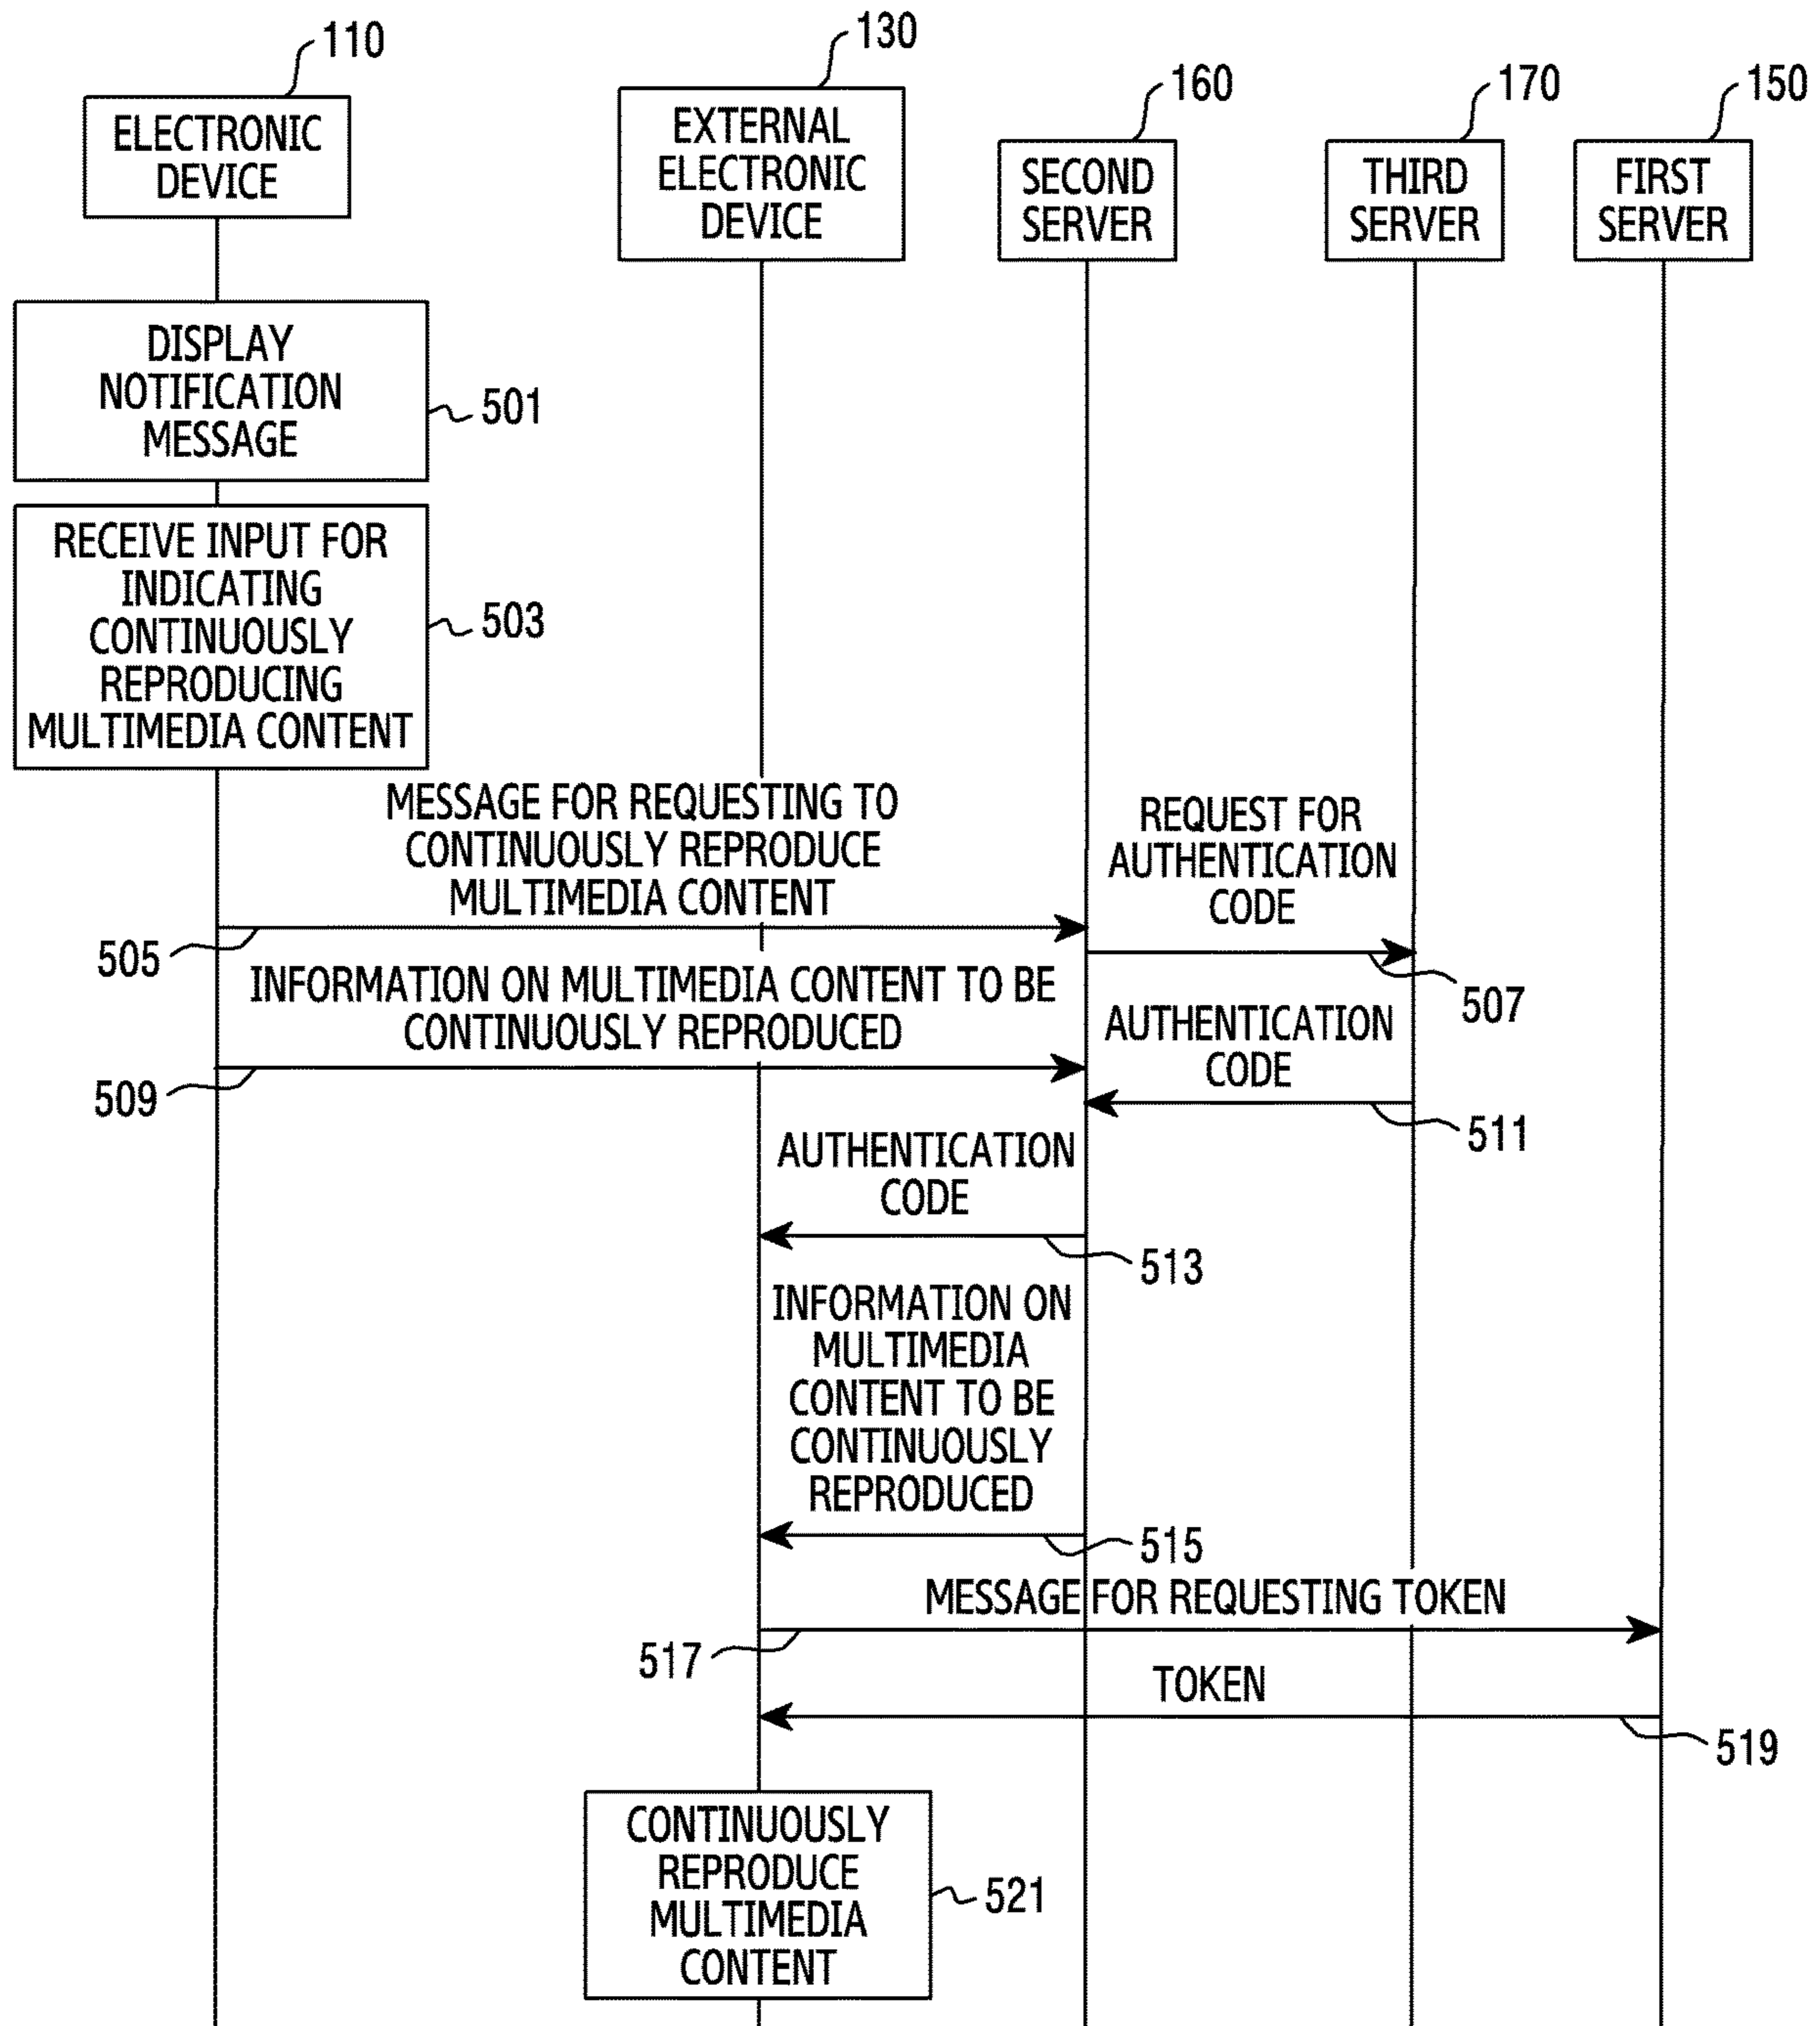 110
130
160
170
150
ELECTRONIC
DEVICE
EXTERNAL
ELECTRONIC
DEVICE
SECOND
SERVER
THIRD
SERVER
FIRST
SERVER
DISPLAY
NOTIFICATION
MESSAGE
501
RECEIVE INPUT FOR
INDICATING
CONTINUOUSLY
REPRODUCING
MULTIMEDIA CONTENT
503
MESSAGE FOR REQUESTING TO
CONTINUOUSLY REPRODUCE
MULTIMEDIA CONTENT
505
REQUEST FOR
AUTHENTICATION
CODE
507
INFORMATION ON MULTIMEDIA CONTENT TO BE
CONTINUOUSLY REPRODUCED
509
AUTHENTICATION
CODE
511
AUTHENTICATION
CODE
513
INFORMATION ON
MULTIMEDIA
CONTENT TO BE
CONTINUOUSLY
REPRODUCED
515
MESSAGE FOR REQUESTING TOKEN
517
TOKEN
519
CONTINUOUSLY
REPRODUCE
MULTIMEDIA
CONTENT
521